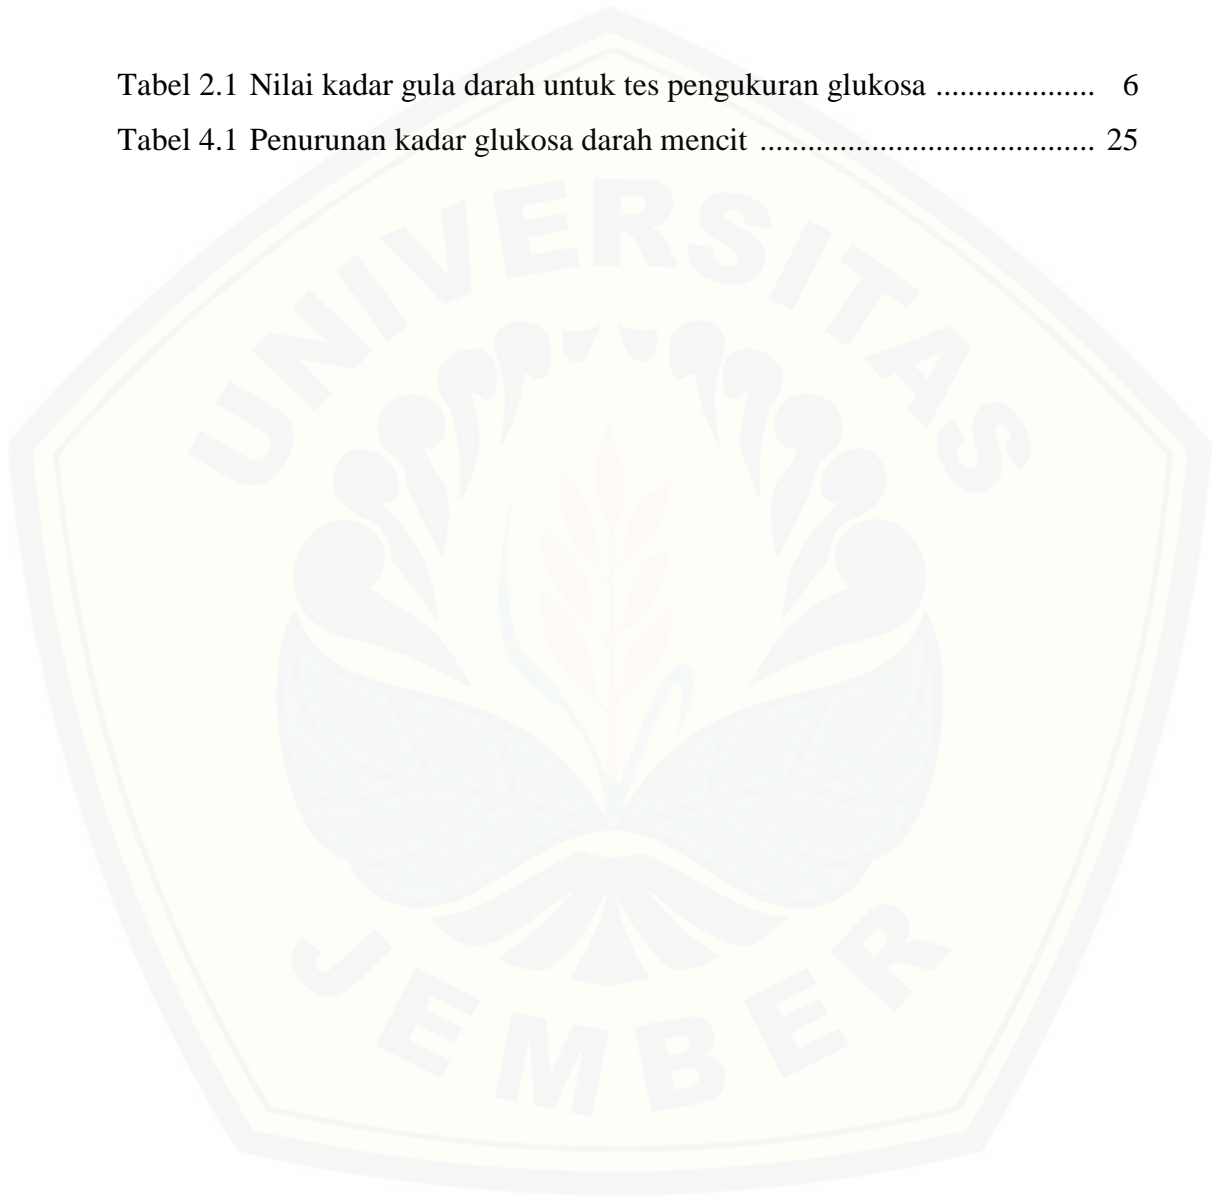 Tabel 2.1 Nilai kadar gula darah untuk tes pengukuran glukosa .................... 6
Tabel 4.1 Penurunan kadar glukosa darah mencit .......................................... 25
UNIVERSITAS
JEMBER